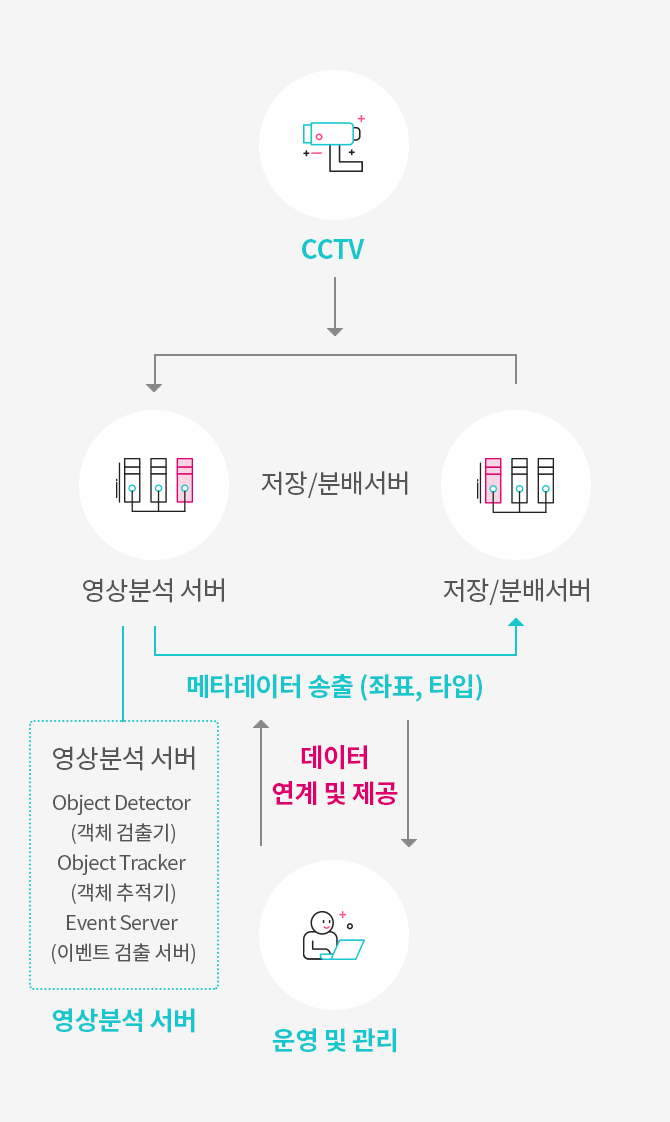 CCTV
저장/분배서버
영상분석 서버
저장/분배서버
메타데이터 송출 (좌표, 타입)
데이터
연계 및 제공
영상분석 서버
Object Detector
(객체 검출기)
Object Tracker
(객체 추적기)
Event Server
(이벤트 검출 서버)
영상분석 서버
운영 및 관리